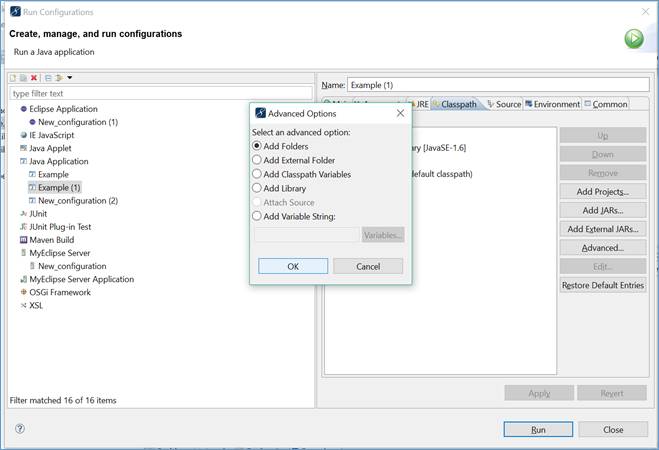 Run Configurations
Create, manage, and run configurations
Run a Java application
type filter text
Eclipse Application
New_configuration (1)
IE JavaScript
Java Applet
Java Application
Example
Example (1)
New_configuration (2)
JUnit
JUnit Plug-in Test
Maven Build
MyEclipse Server
New_configuration
MyEclipse Server Application
OSGi Framework
XSL
Filter matched 16 of 16 items
Name: Example (1)
JRE Classpath Source Environment Common
[JavaSE-1.6]
default classpath)
Up
Down
Remove
Add Projects...
Add JARs...
Add External JARs...
Advanced...
Edit...
Restore Default Entries
Advanced Options
Select an advanced option:
Add Folders
Add External Folder
Add Classpath Variables
Add Library
Attach Source
Add Variable String:
Variables...
OK Cancel
Apply Revert
Run Close